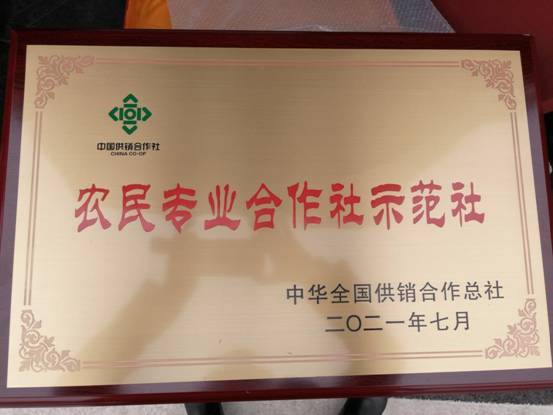 中国供销合作社
CHINA CO-OP
农民专业合作社示范社
中华全国供销合作总社
二〇二一年七月